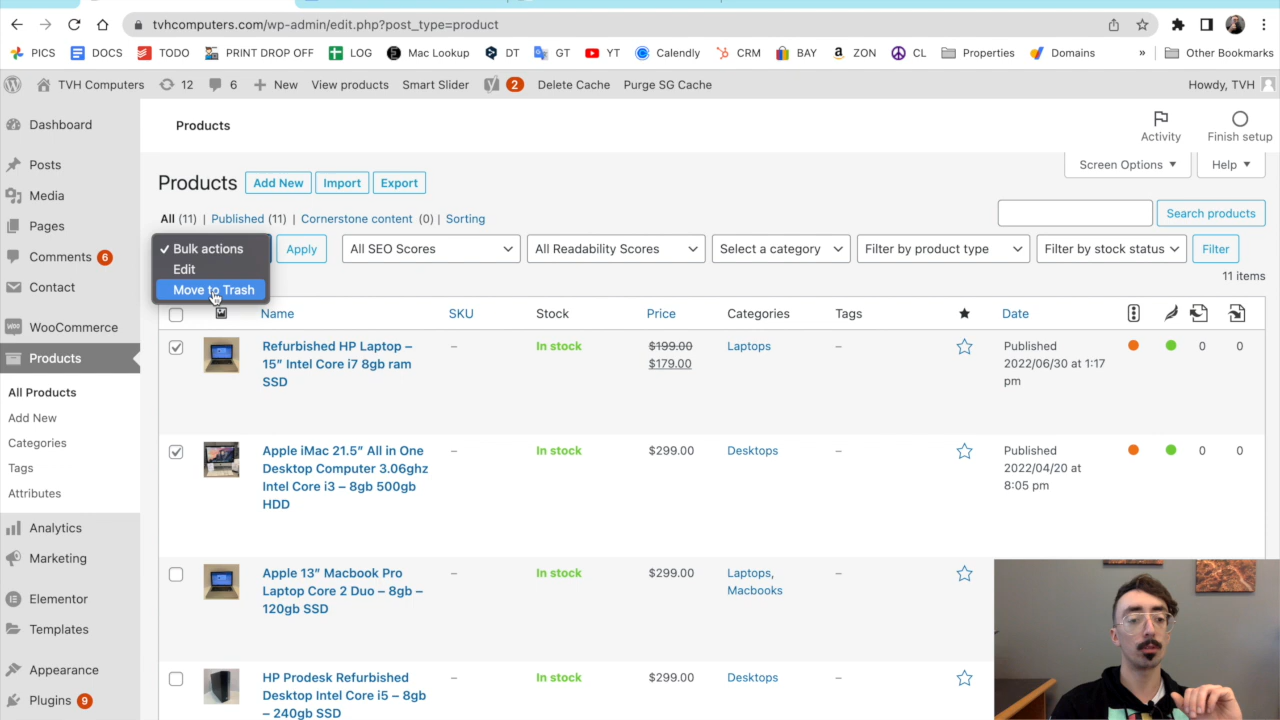 tvhcomputers.com/wp-admin/edit.php?post_type=product
PICS DOCS TODO PRINT DROP OFF LOG Mac Lookup DT GT YT Calendly CRM BAY ZON CL Properties Domains » Other Bookmarks
TVH Computers 12 6 New View products Smart Slider 2 Delete Cache Purge SG Cache Howdy, TVH
Dashboard
Posts
Media
Pages
Comments 6
Contact
WooCommerce
Products
All Products
Add New
Categories
Tags
Attributes
Analytics
Marketing
Elementor
Templates
Appearance
Plugins 9
Products
Activity
Finish setup
Screen Options ▼ Help ▼
Products Add New Import Export
All (11) | Published (11) | Cornerstone content (0) | Sorting
Search products
✓ Bulk actions
Edit
Move to Trash
Apply All SEO Scores All Readability Scores Select a category Filter by product type Filter by stock status Filter
11 items
Name SKU Stock Price Categories Tags Date
Refurbished HP Laptop –
15” Intel Core i7 8gb ram
SSD
–
In stock
$199.00
$179.00
Laptops
–
Published
2022/06/30 at 1:17
pm
0 0
Apple iMac 21.5” All in One
Desktop Computer 3.06ghz
Intel Core i3 – 8gb 500gb
HDD
–
In stock
$299.00
Desktops
–
Published
2022/04/20 at
8:05 pm
0 0
Apple 13” Macbook Pro
Laptop Core 2 Duo – 8gb –
120gb SSD
–
In stock
$299.00
Laptops,
Macbooks
–
HP Prodesk Refurbished
Desktop Intel Core i5 – 8gb
– 240gb SSD
–
In stock
$299.00
Desktops
–